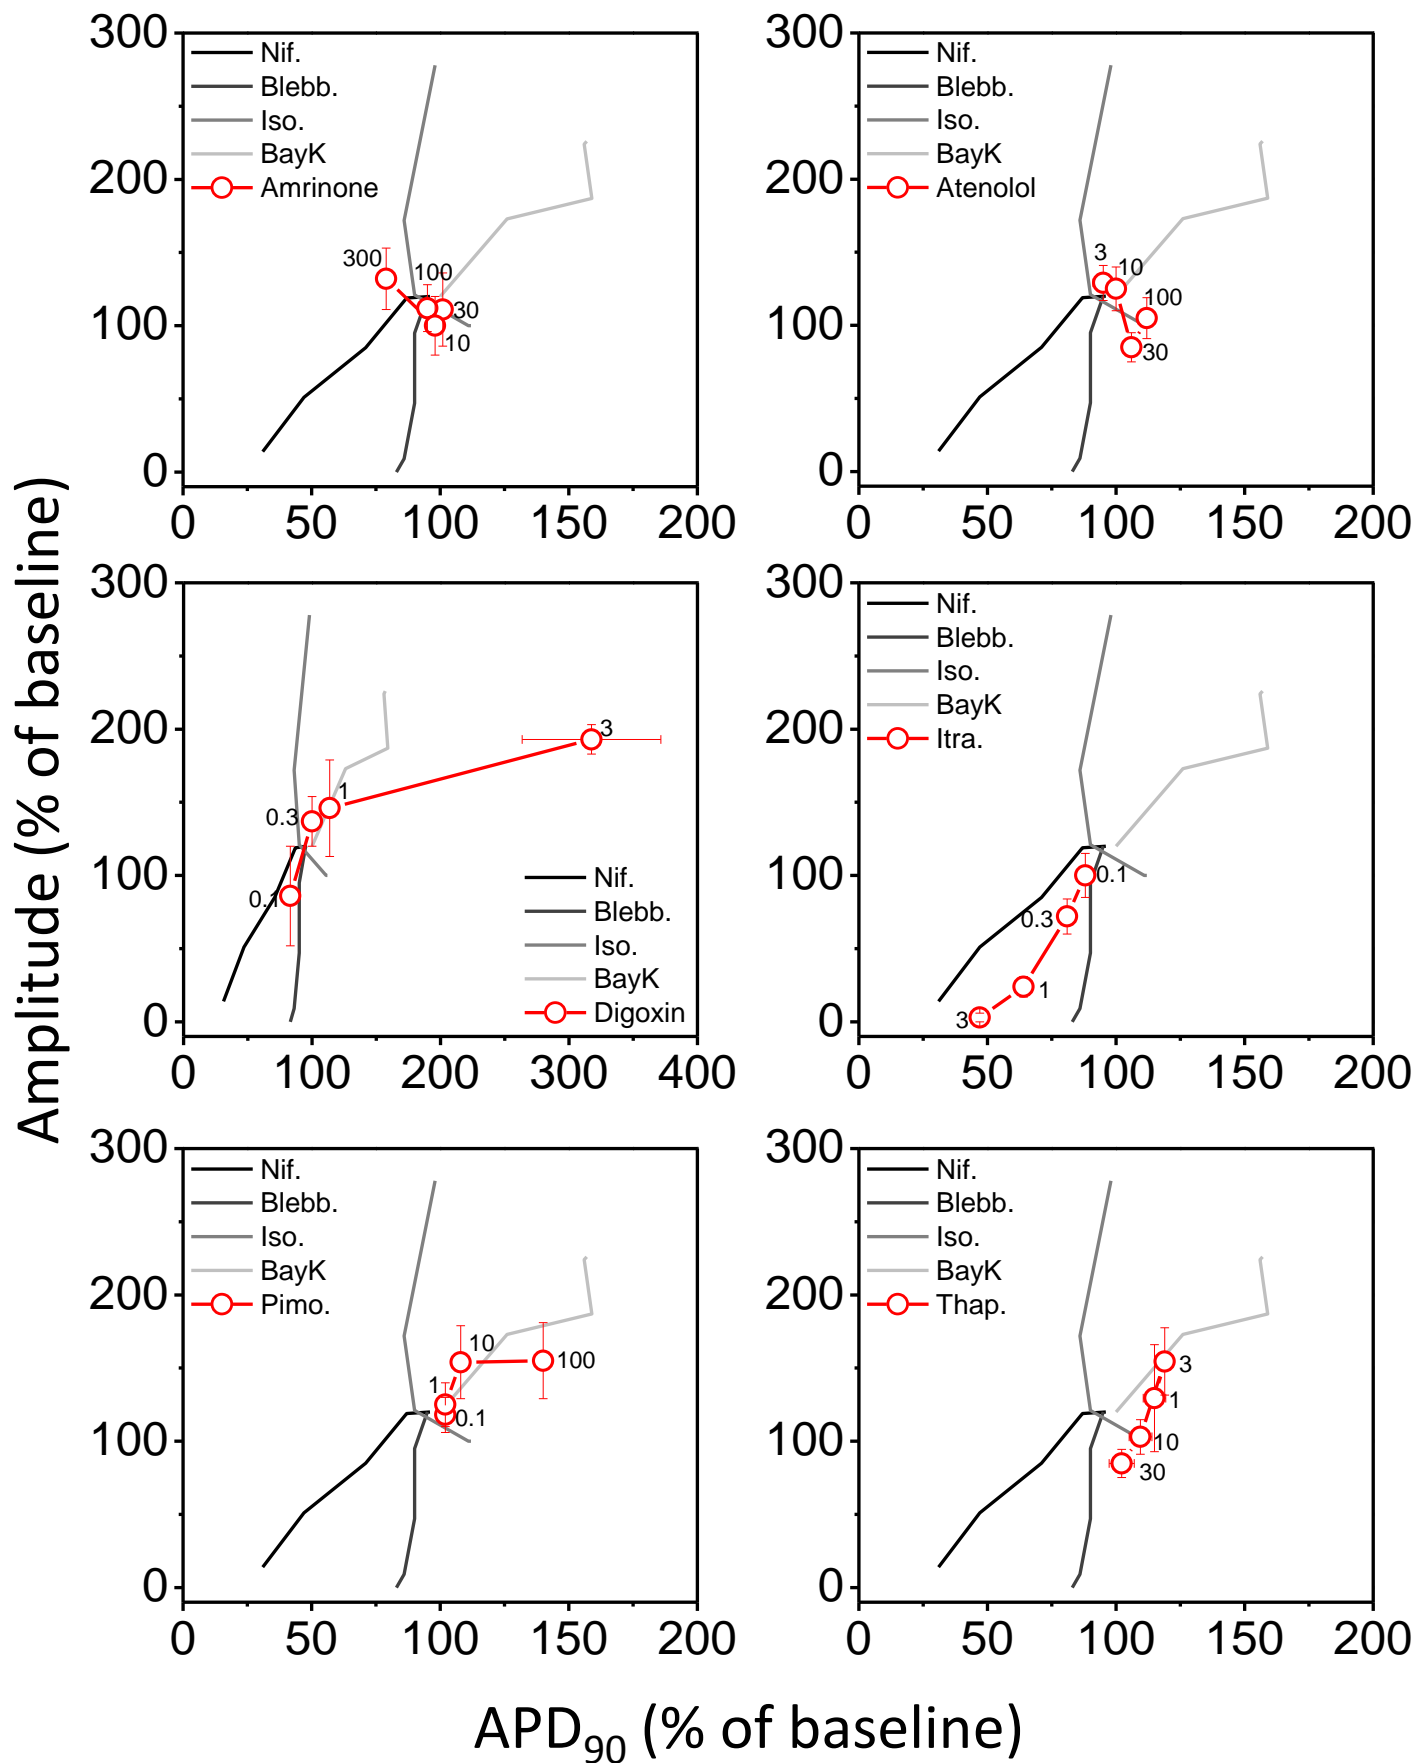 Amplitude (% of baseline)
300
200
100
0
0 50 100 150 200
Nif.
Blebb.
Iso.
BayK
Amrinone
300
100
30
10
300
200
100
0
0 50 100 150 200
Nif.
Blebb.
Iso.
BayK
Atenolol
3
10
100
30
300
200
100
0
0 100 200 300 400
3
1
0.3
0.1
Nif.
Blebb.
Iso.
BayK
Digoxin
300
200
100
0
0 50 100 150 200
Nif.
Blebb.
Iso.
BayK
Itra.
0.1
0.3
1
3
300
200
100
0
0 50 100 150 200
Nif.
Blebb.
Iso.
BayK
Pimo.
10
100
1
0.1
300
200
100
0
0 50 100 150 200
Nif.
Blebb.
Iso.
BayK
Thap.
3
1
10
30
APD90 (% of baseline)